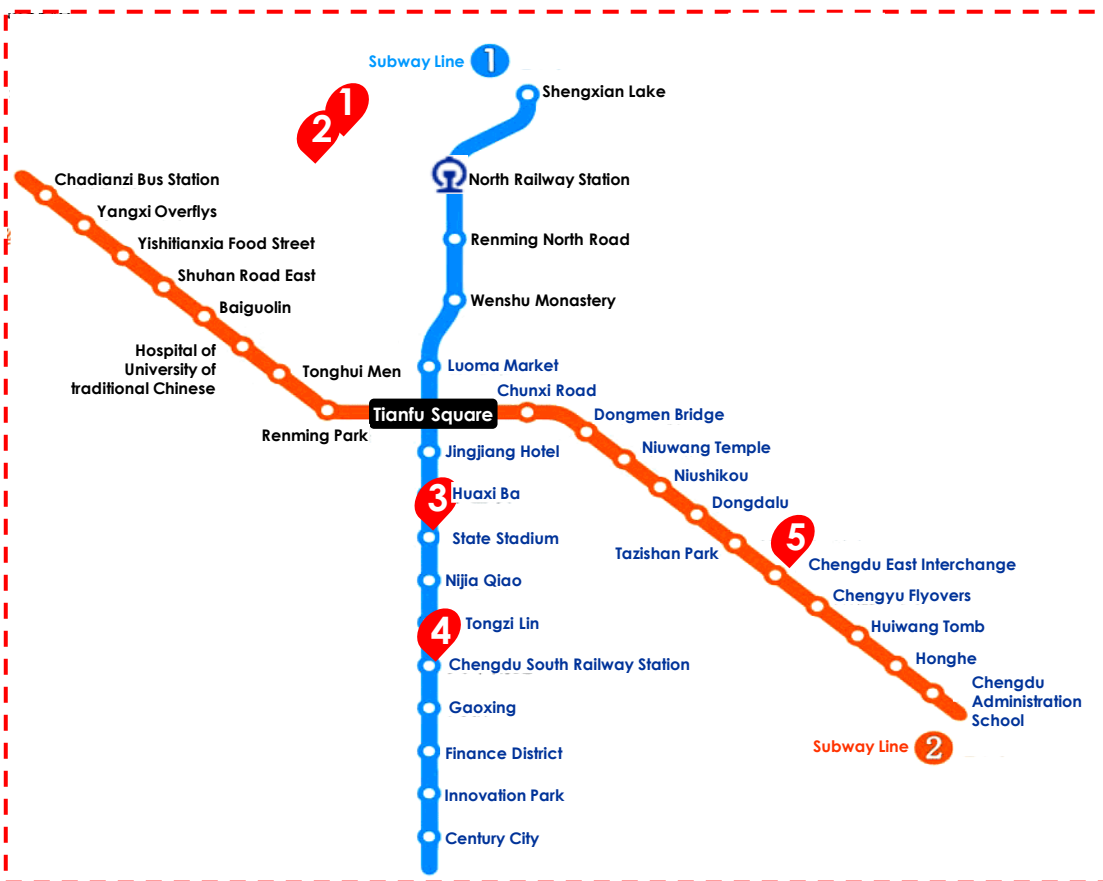 Subway Line 1
Shengxian Lake
1
2
North Railway Station
Chadianzi Bus Station
Yangxi Overflys
Renming North Road
Yishitianxia Food Street
Shuhan Road East
Wenshu Monastery
Baiguolin
Hospital of
University of
traditional Chinese
Luoma Market
Tonghui Men
Chunxi Road
Tianfu Square
Dongmen Bridge
Renming Park
Jingjiang Hotel
Niuwang Temple
Niushikou
3
Huaxi Ba
Dongdalu
State Stadium
5
Tazishan Park
Chengdu East Interchange
Nijia Qiao
Chengyu Flyovers
4
Tongzi Lin
Huiwang Tomb
Chengdu South Railway Station
Honghe
Chengdu
Administration
School
Gaoxing
Subway Line 2
Finance District
Innovation Park
Century City